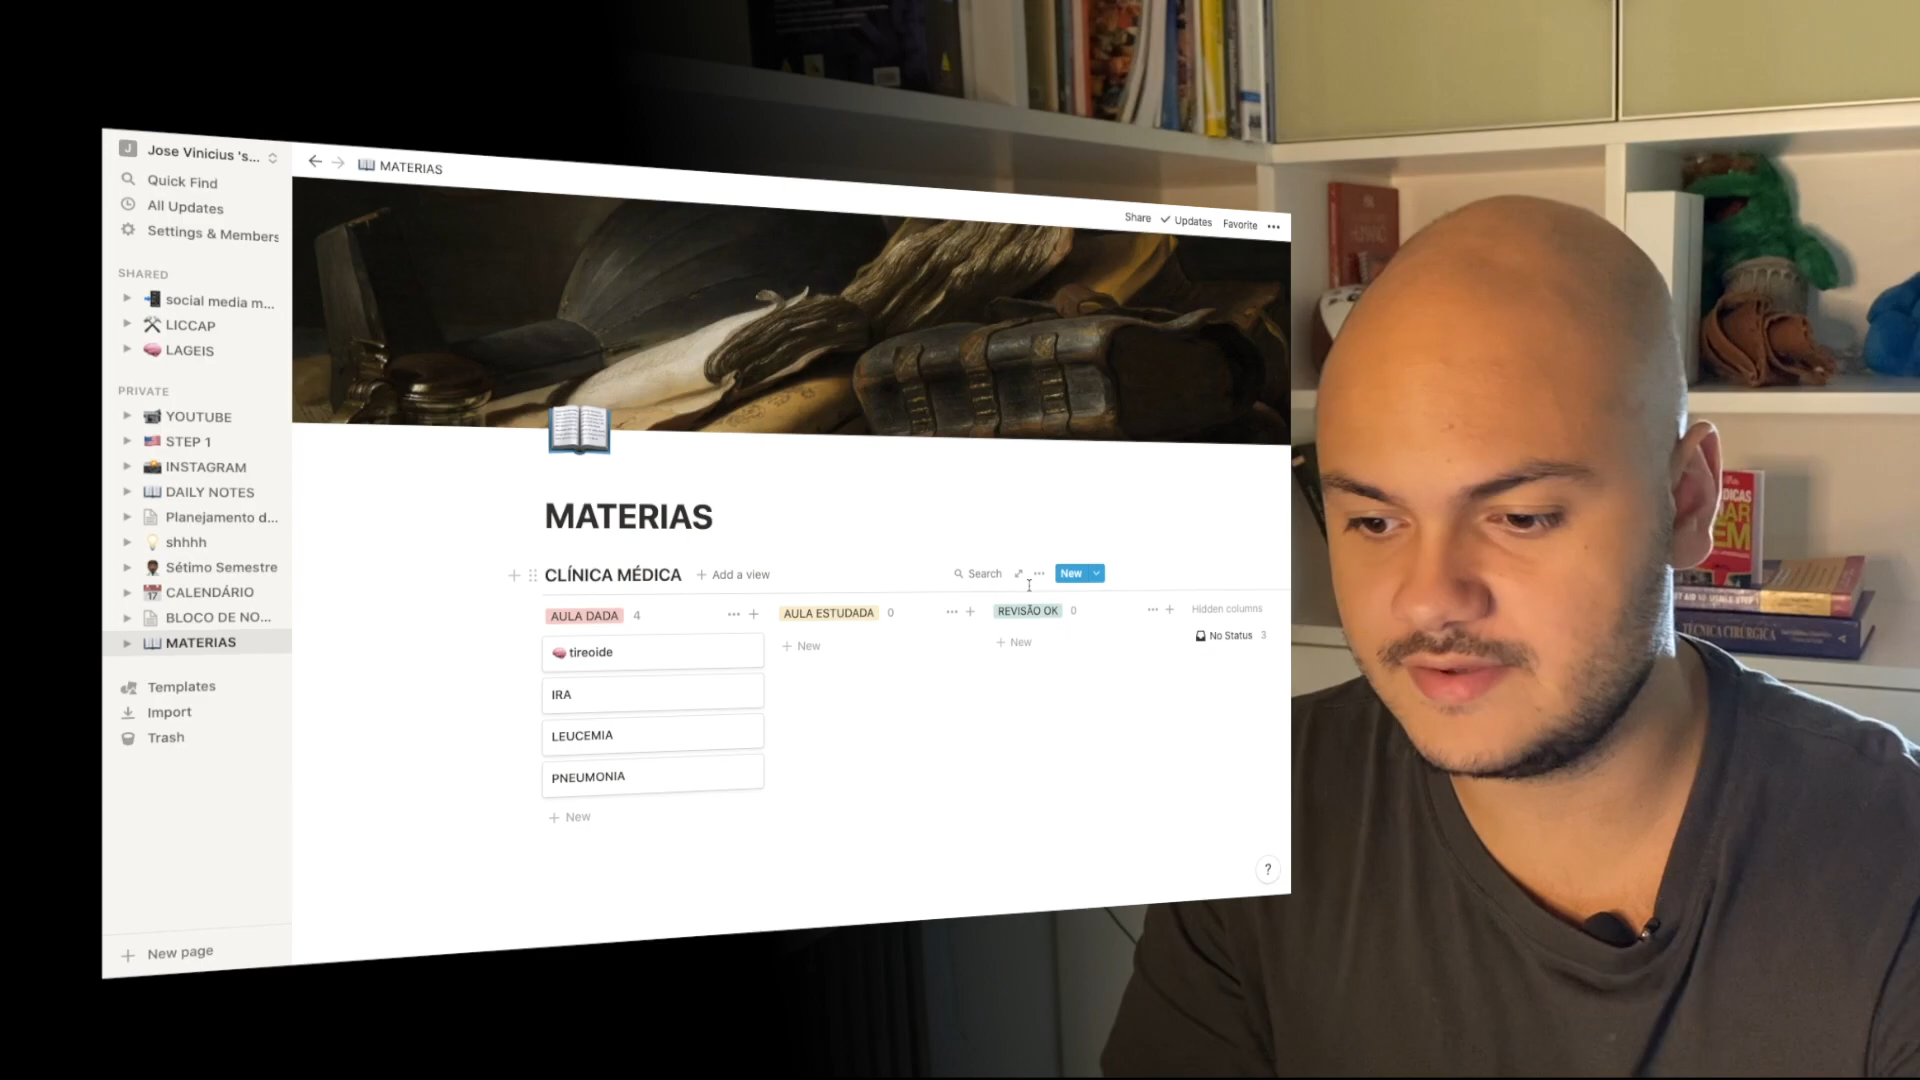 J Jose Vinicius 's...
Quick Find
All Updates
Settings & Members
SHARED
social media m...
LICCAP
LAGEIS
PRIVATE
YOUTUBE
STEP 1
INSTAGRAM
DAILY NOTES
Planejamento d...
shhhh
Sétimo Semestre
CALENDÁRIO
BLOCO DE NO...
MATERIAS
Templates
Import
Trash
New page
MATERIAS
Share Updates Favorite
MATERIAS
CLÍNICA MÉDICA Add a view Search New
AULA DADA 4 AULA ESTUDADA 0 REVISÃO OK 0 Hidden columns
tireoide New New No Status 3
IRA
LEUCEMIA
PNEUMONIA
New
?
TÉCNICA CIRÚRGICA